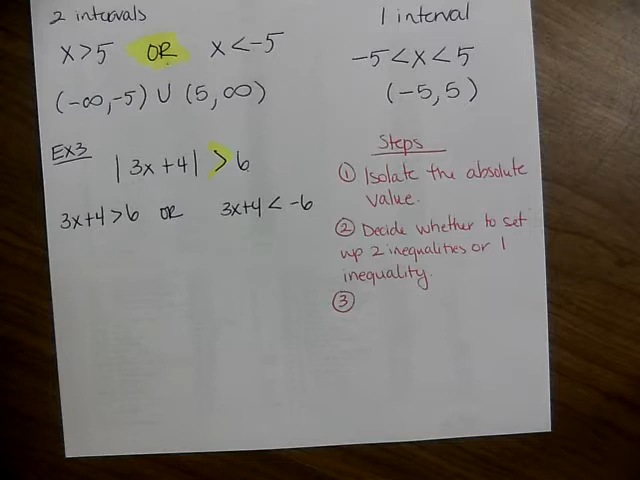 2 intervals
x > 5 OR x < -5
(-∞, -5) ∪ (5, ∞)
1 interval
-5 < x < 5
(-5, 5)
EX3
| 3x + 4 | > 6
3x+4 > 6 OR 3x+4 < -6
Steps
① Isolate the absolute
value.
② Decide whether to set
up 2 inequalities or 1
inequality.
③